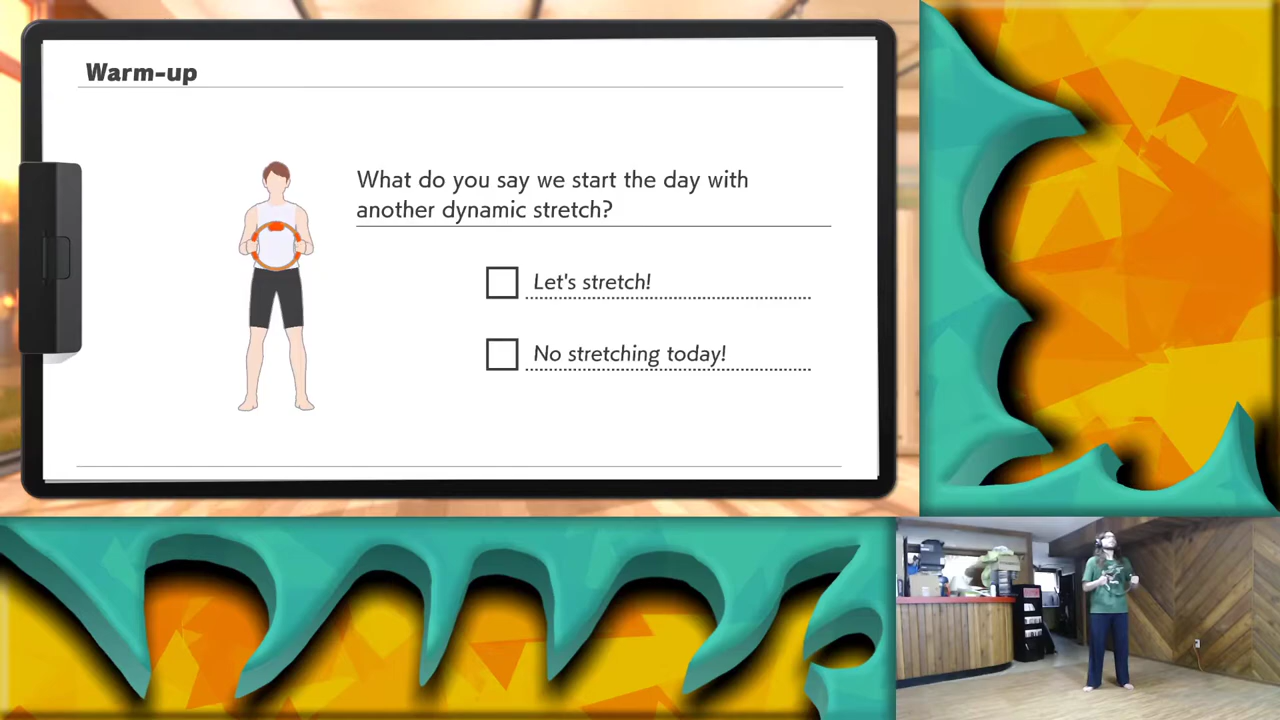 Warm-up
What do you say we start the day with
another dynamic stretch?
Let's stretch!
No stretching today!